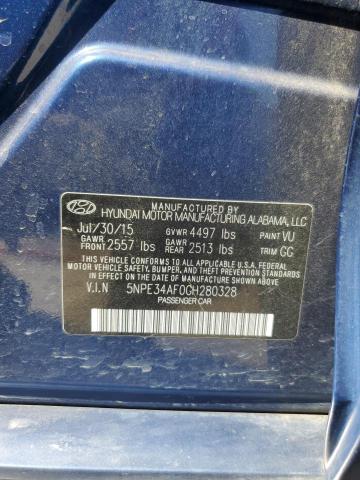 MANUFACTURED BY
HYUNDAI MOTOR MANUFACTURING ALABAMA, LLC
Jul/30/15 GVWR 4497 lbs PAINT VU
GAWR FRONT 2557 lbs GAWR REAR 2513 lbs TRIM GG
THIS VEHICLE CONFORMS TO ALL APPLICABLE U.S. FEDERAL
MOTOR VEHICLE SAFETY, BUMPER, AND THEFT PREVENTION
STANDARDS IN EFFECT ON THE DATE OF MANUFACTURE
SHOWN ABOVE.
V.I.N 5NPE34AF0GH280328
PASSENGER CAR